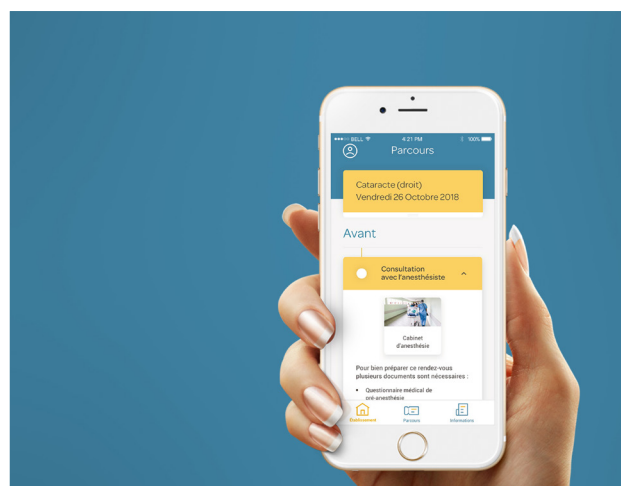 BELL 4:21 PM 100%
Parcours
Cataracte (droit)
Vendredi 26 Octobre 2018
Avant
Consultation
avec l'anesthésiste
Cabinet
d'anesthésie
Pour bien préparer ce rendez-vous
plusieurs documents sont nécessaires :
• Questionnaire médical de
pré-anesthésie
Etablissement Parcours Informations